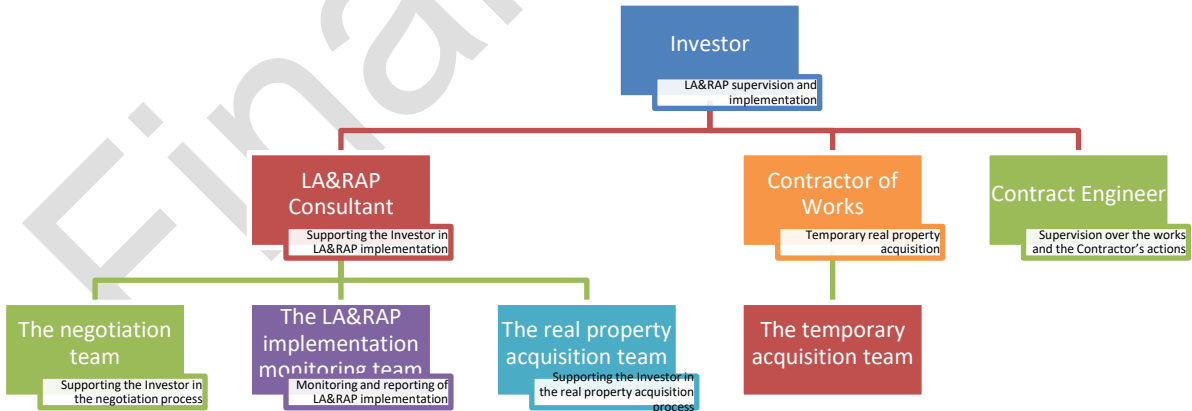 Investor
LA&RAP supervision and
implementation
LA&RAP
Consultant
Supporting the Investor in
LA&RAP implementation
Contractor of
Works
Temporary real property
acquisition
Contract Engineer
Supervision over the works
and the Contractor's actions
The negotiation
team
Supporting the Investor in
the negotiation process
The LA&RAP
implementation
monitoring team
Monitoring and reporting of
LA&RAP implementation
The real property
acquisition team
Supporting the Investor in
the real property acquisition
process
The temporary
acquisition team